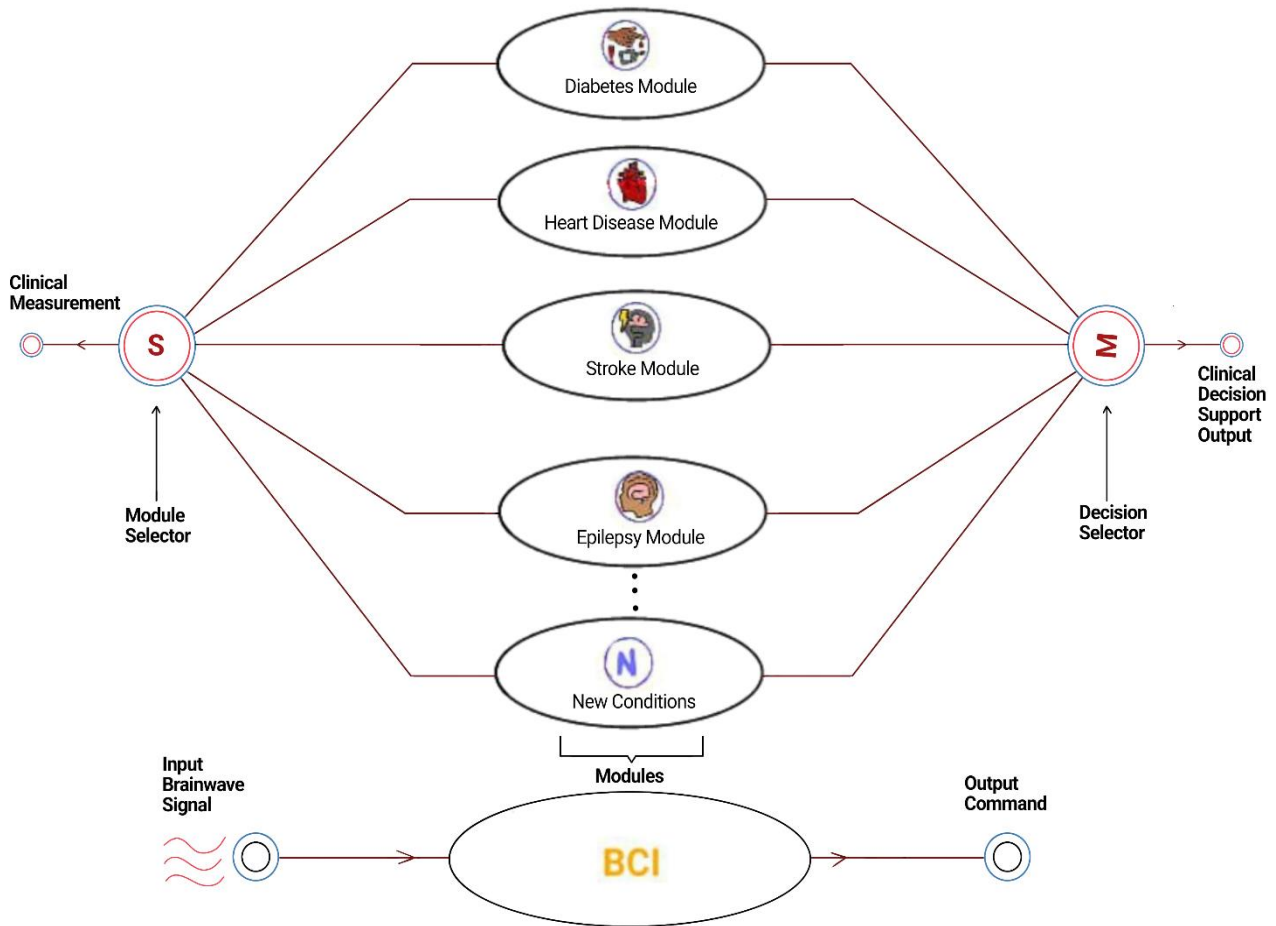 Diabetes Module
Heart Disease Module
Clinical
Measurement
S
Stroke Module
M
Clinical
Decision
Support
Output
Module
Selector
Decision
Selector
Epilepsy Module
N
New Conditions
Modules
Input
Brainwave
Signal
Output
Command
BCI